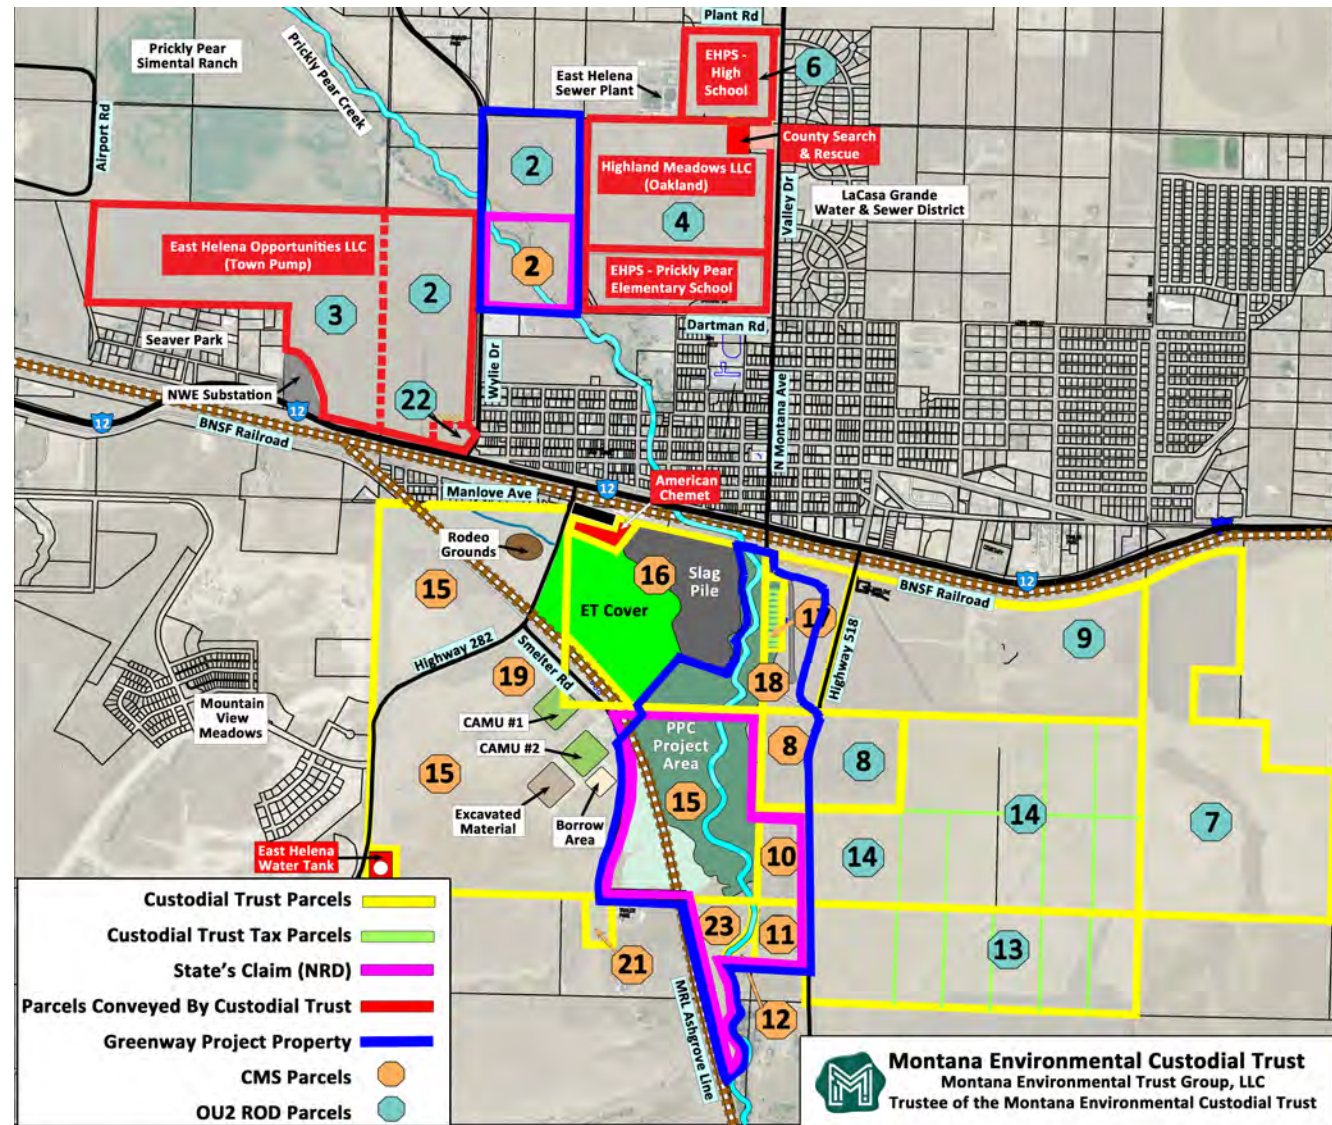 Plant Rd
Prickly Pear
Simental Ranch
Prickly Pear Creek
East Helena
Sewer Plant
EHPS -
High
School
6
Airport Rd
County Search
& Rescue
2
Highland Meadows LLC
(Oakland)
4
Valley Dr
LaCasa Grande
Water & Sewer District
East Helena Opportunities LLC
(Town Pump)
2
EHPS - Prickly Pear
Elementary School
3
2
Dartman Rd
Seaver Park
Wylie Dr
NWE Substation
22
12
12
BNSF Railroad
N Montana Ave
American
Chemet
Manlove Ave
12
Rodeo
Grounds
16
Slag
Pile
15
ET Cover
17
12
BNSF Railroad
9
Highway 282
Smelter Rd
19
18
Highway 518
Mountain
View
Meadows
CAMU #1
PPC
Project
Area
8
8
CAMU #2
15
15
14
7
Excavated
Material
Borrow
Area
10
14
East Helena
Water Tank
23
11
13
21
12
MRL Ashgrove Line
Custodial Trust Parcels
Custodial Trust Tax Parcels
State's Claim (NRD)
Parcels Conveyed By Custodial Trust
Greenway Project Property
CMS Parcels
OU2 ROD Parcels
Montana Environmental Custodial Trust
Montana Environmental Trust Group, LLC
Trustee of the Montana Environmental Custodial Trust